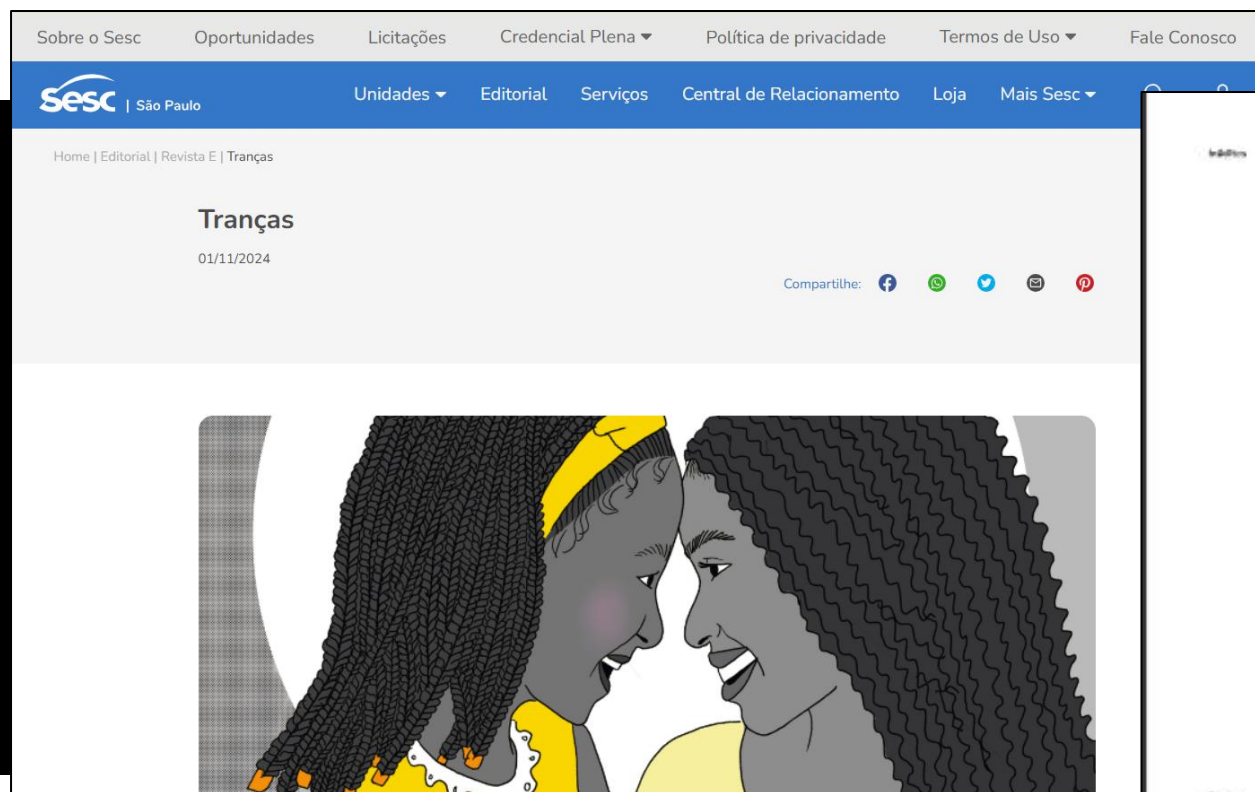 Sobre o Sesc Oportunidades Licitações Credencial Plena Política de privacidade Termos de Uso Fale Conosco
Sesc | São Paulo Unidades Editorial Serviços Central de Relacionamento Loja Mais Sesc
Home | Editorial | Revista E | Tranças
Tranças
01/11/2024
Compartilhe: